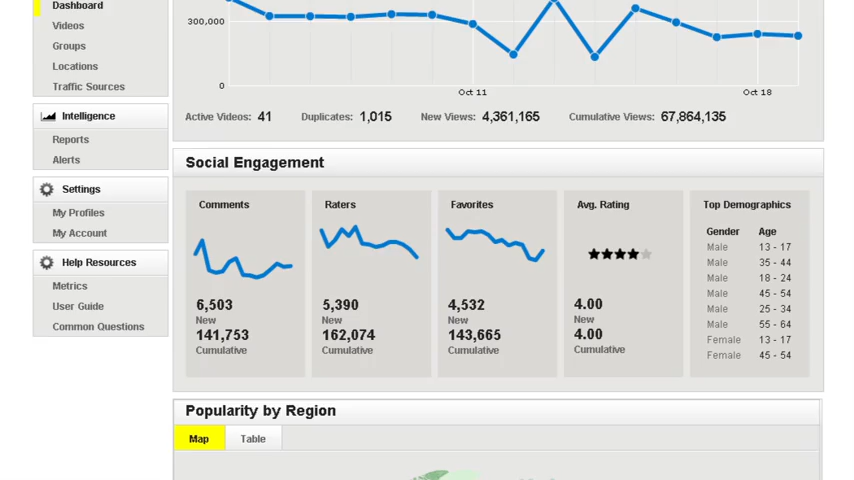 Dashboard
Videos
Groups
Locations
Traffic Sources
Intelligence
Reports
Alerts
Settings
My Profiles
My Account
Help Resources
Metrics
User Guide
Common Questions
300,000
0
Oct 11
Oct 18
Active Videos: 41 Duplicates: 1,015 New Views: 4,361,165 Cumulative Views: 67,864,135
Social Engagement
Comments
6,503
New
141,753
Cumulative
Raters
5,390
New
162,074
Cumulative
Favorites
4,532
New
143,665
Cumulative
Avg. Rating
4.00
New
4.00
Cumulative
Top Demographics
Gender Age
Male 13 - 17
Male 35 - 44
Male 18 - 24
Male 45 - 54
Male 25 - 34
Male 55 - 64
Female 13 - 17
Female 45 - 54
Popularity by Region
Map Table